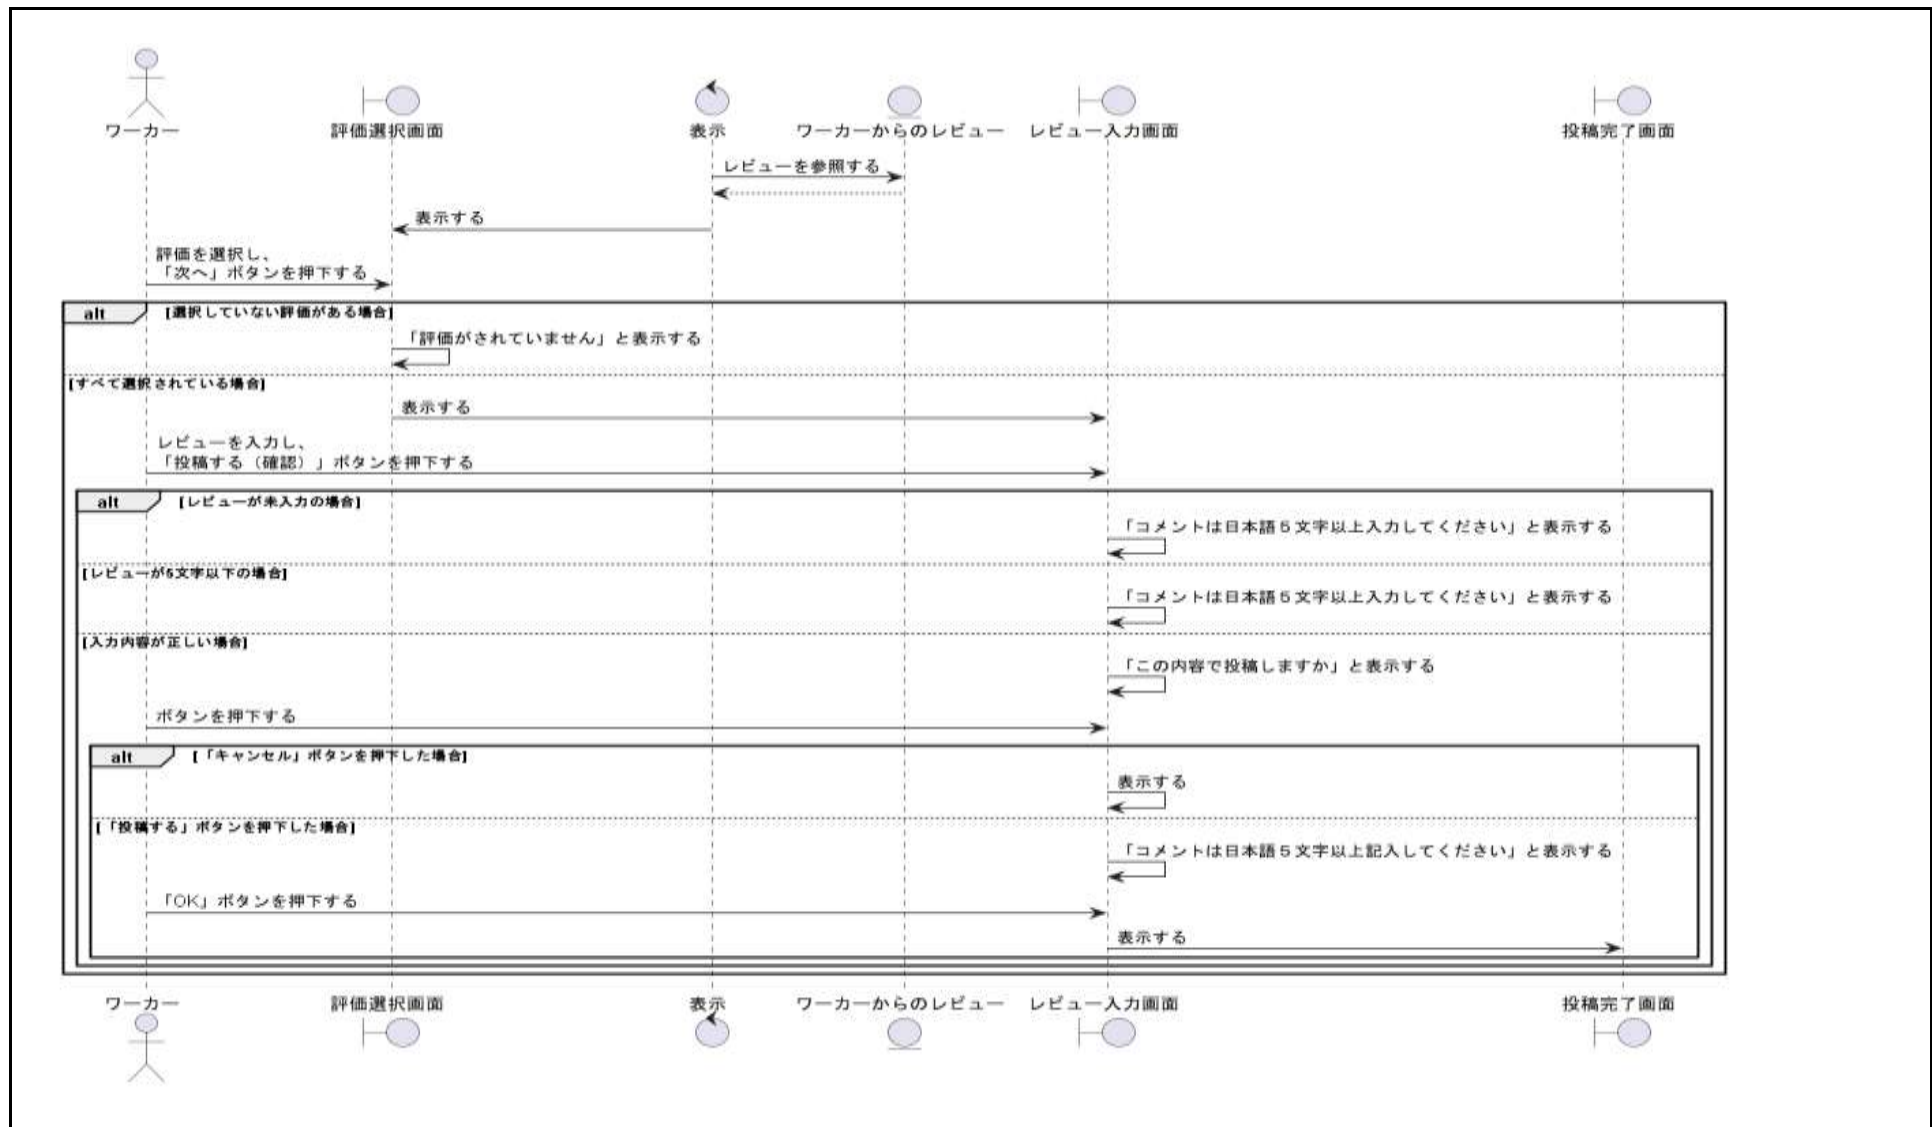 ワーカー
評価選択画面
表示
ワーカーからのレビュー
レビュー入力画面
投稿完了画面
レビューを参照する
表示する
評価を選択し、
「次へ」ボタンを押下する
alt
[選択していない評価がある場合]
「評価がされていません」と表示する
[すべて選択されている場合]
表示する
レビューを入力し、
「投稿する（確認）」ボタンを押下する
alt
[レビューが未入力の場合]
「コメントは日本語５文字以上入力してください」と表示する
[レビューが5文字以下の場合]
「コメントは日本語５文字以上入力してください」と表示する
[入力内容が正しい場合]
「この内容で投稿しますか」と表示する
ボタンを押下する
alt
[「キャンセル」ボタンを押下した場合]
表示する
[「投稿する」ボタンを押下した場合]
「コメントは日本語５文字以上記入してください」と表示する
「OK」ボタンを押下する
表示する
ワーカー
評価選択画面
表示
ワーカーからのレビュー
レビュー入力画面
投稿完了画面